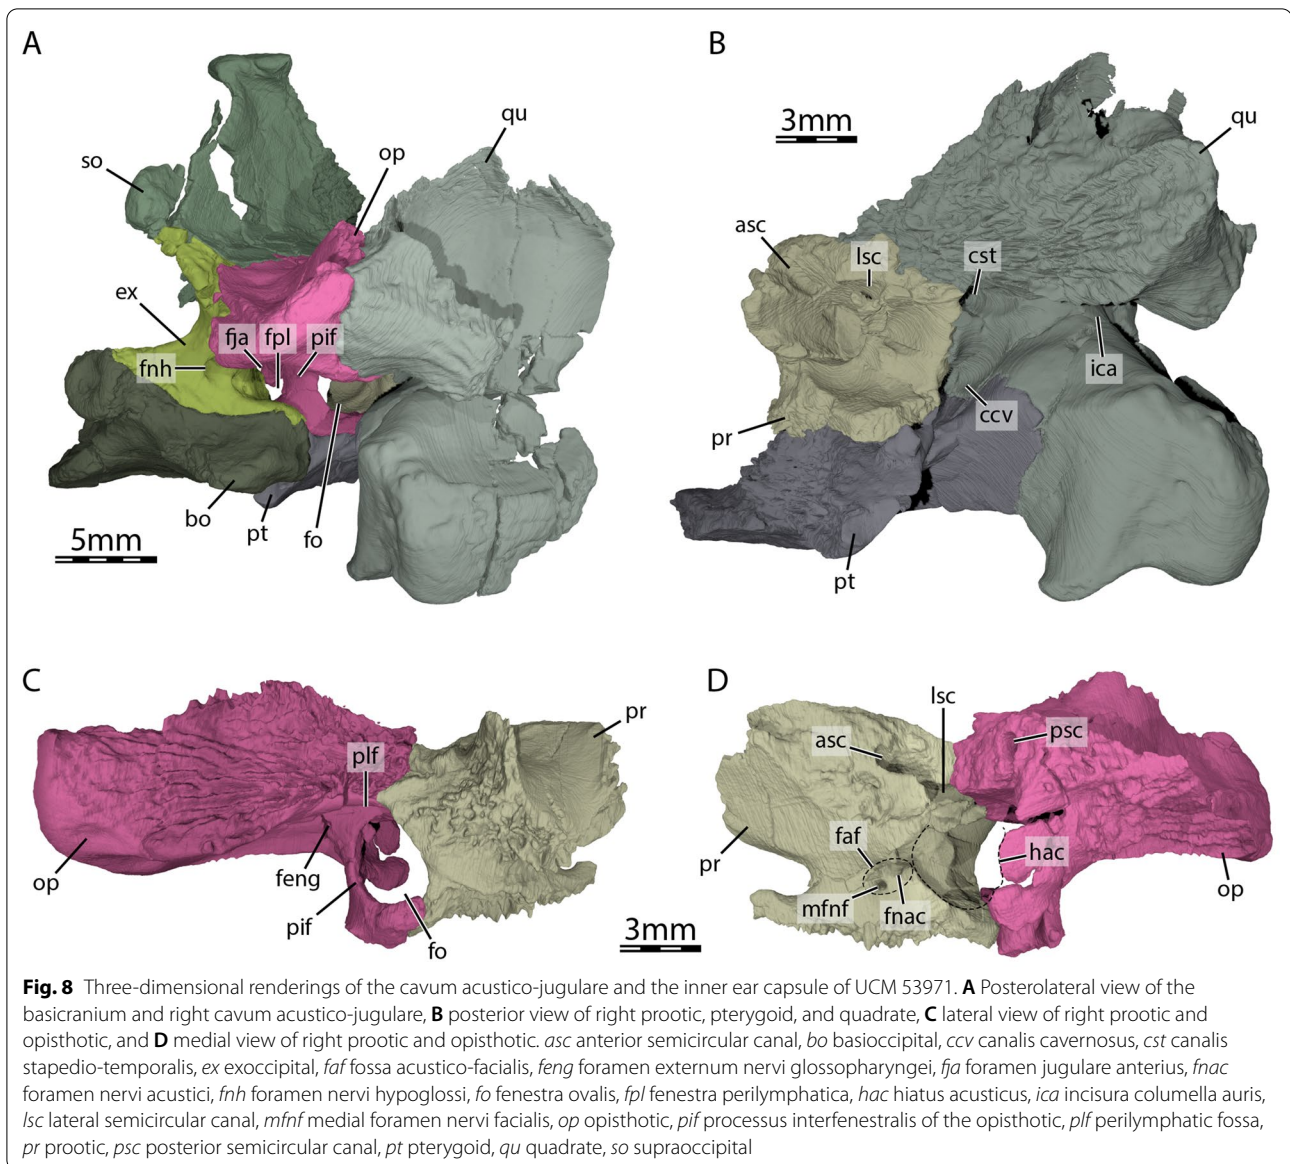 A
so
ex
fnh
fja
fpl
pif
op
qu
bo
pt
fo
5mm
B
3mm
qu
asc
lsc
cst
ica
ccv
pr
pt
C
pr
plf
op
feng
pif
fo
3mm
D
lsc
asc
psc
pr
faf
mfnf
fnac
hac
op
Fig. 8 Three-dimensional renderings of the cavum acustico-jugulare and the inner ear capsule of UCM 53971. A Posterolateral view of the
basicranium and right cavum acustico-jugulare, B posterior view of right prootic, pterygoid, and quadrate, C lateral view of right prootic and
opisthotic, and D medial view of right prootic and opisthotic. asc anterior semicircular canal, bo basioccipital, ccv canalis cavernosus, cst canalis
stapedio-temporalis, ex exoccipital, faf fossa acustico-facialis, feng foramen externum nervi glossopharyngei, fja foramen jugulare anterius, fnac
foramen nervi acustici, fnh foramen nervi hypoglossi, fo fenestra ovalis, fpl fenestra perilymphatica, hac hiatus acusticus, ica incisura columella auris,
lsc lateral semicircular canal, mfnf medial foramen nervi facialis, op opisthotic, pif processus interfenestralis of the opisthotic, plf perilymphatic fossa,
pr prootic, psc posterior semicircular canal, pt pterygoid, qu quadrate, so supraoccipital